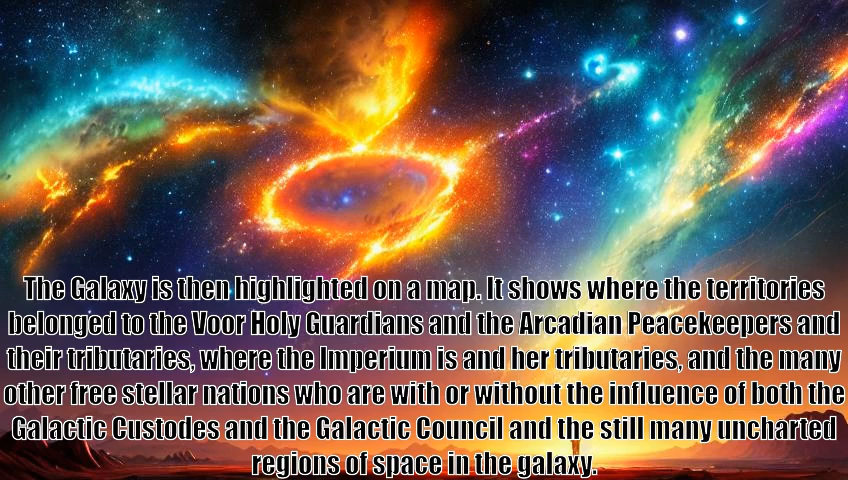 The Galaxy is then highlighted on a map. It shows where the territories
belonged to the Voor Holy Guardians and the Arcadian Peacekeepers and
their tributaries, where the Imperium is and her tributaries, and the many
other free stellar nations who are with or without the influence of both the
Galactic Custodes and the Galactic Council and the still many uncharted
regions of space in the galaxy.